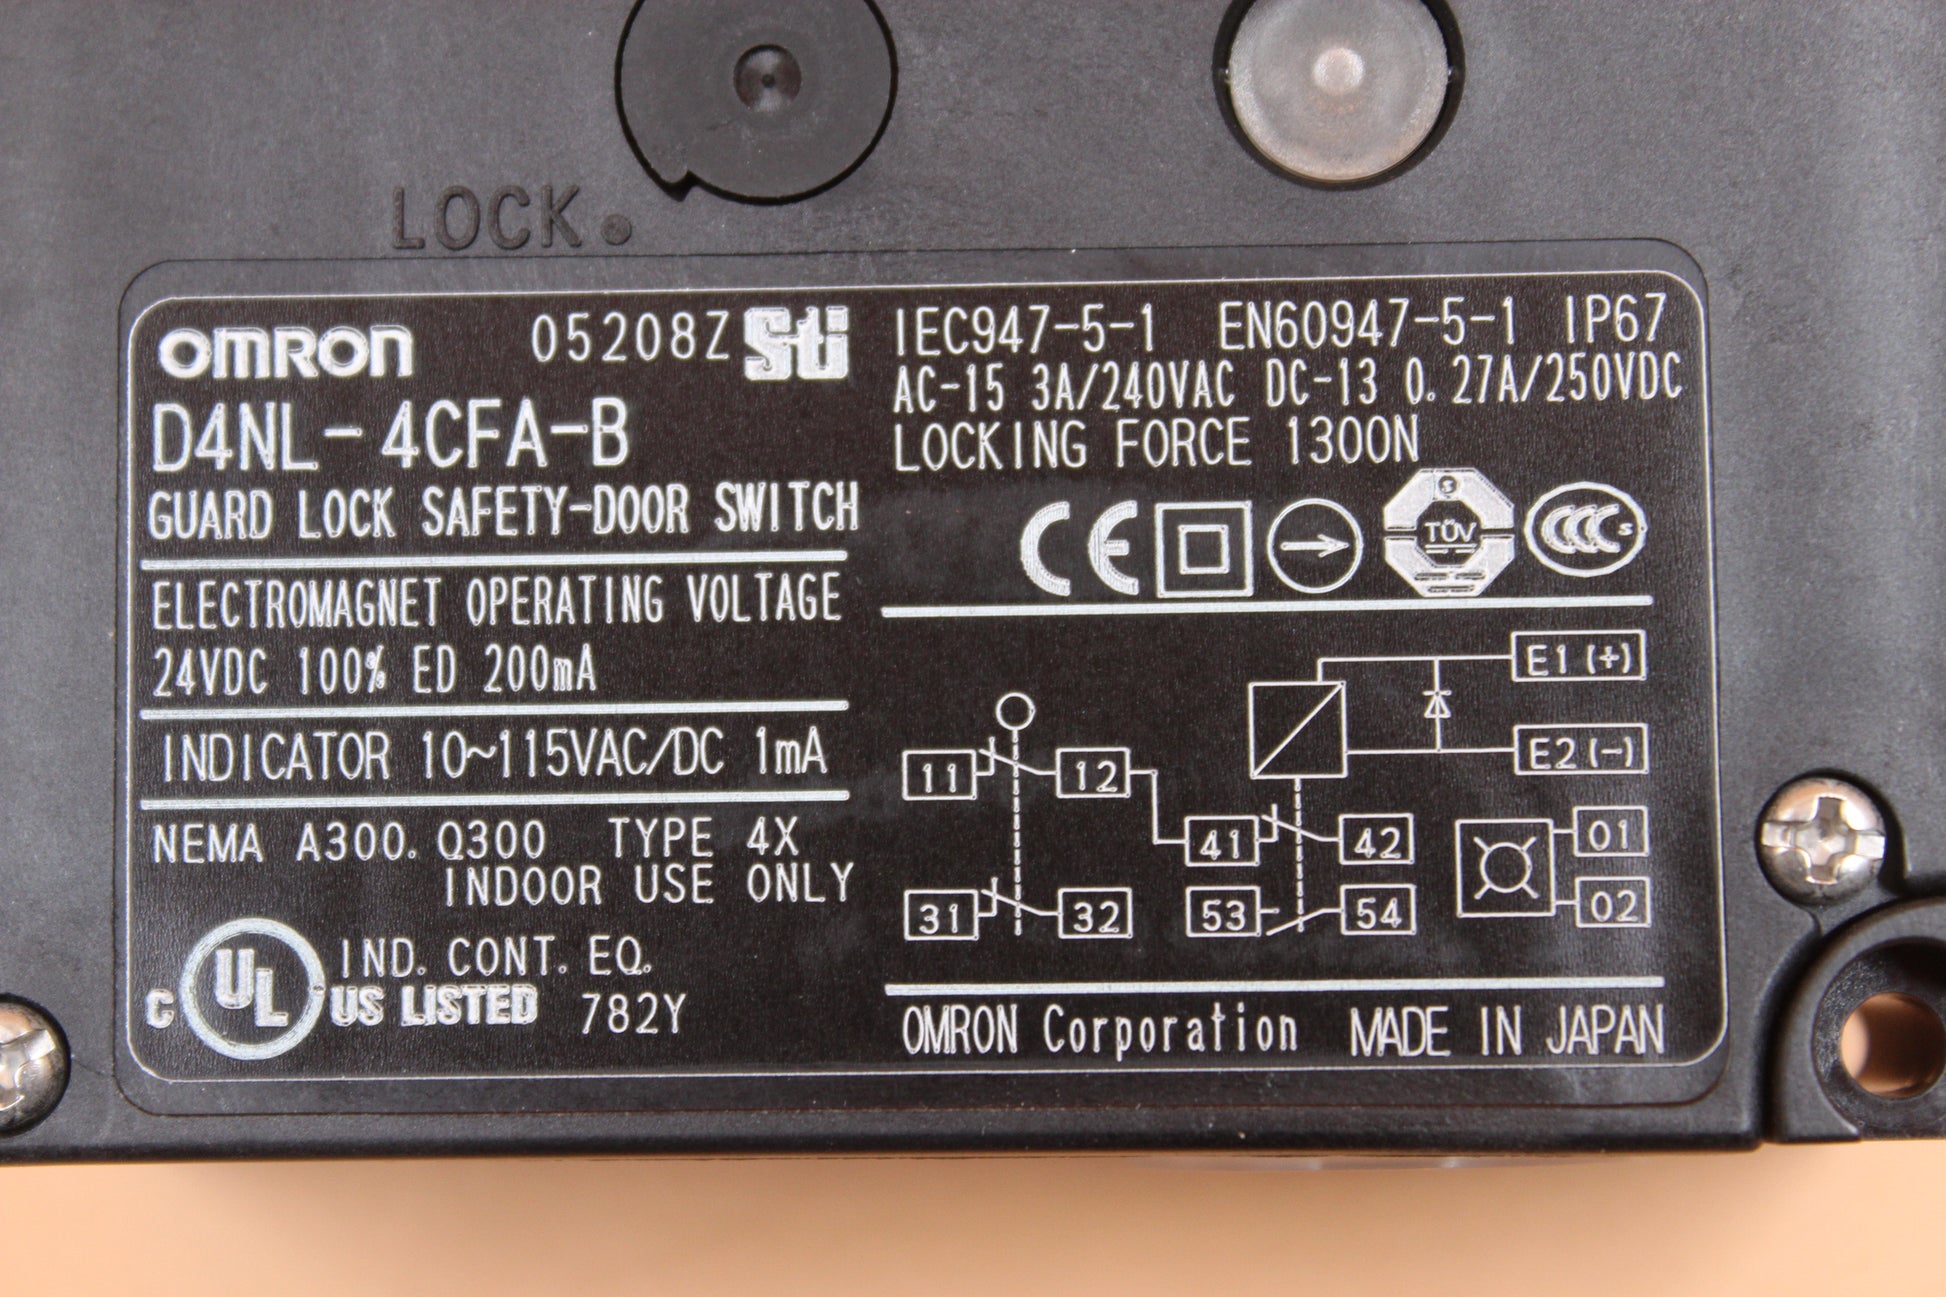 LOCK
OMRON 05208Z Sti
D4NL-4CFA-B
GUARD LOCK SAFETY-DOOR SWITCH
ELECTROMAGNET OPERATING VOLTAGE
24VDC 100% ED 200mA
INDICATOR 10~115VAC/DC 1mA
NEMA A300. Q300 TYPE 4X
INDOOR USE ONLY
C UL US LISTED
IND. CONT. EQ.
782Y
IEC947-5-1 EN60947-5-1 IP67
AC-15 3A/240VAC DC-13 0.27A/250VDC
LOCKING FORCE 1300N
CE S TÜV CCC S
E1(+)
E2(-)
11 12
41 42
01
31 32
53 54
02
OMRON Corporation MADE IN JAPAN